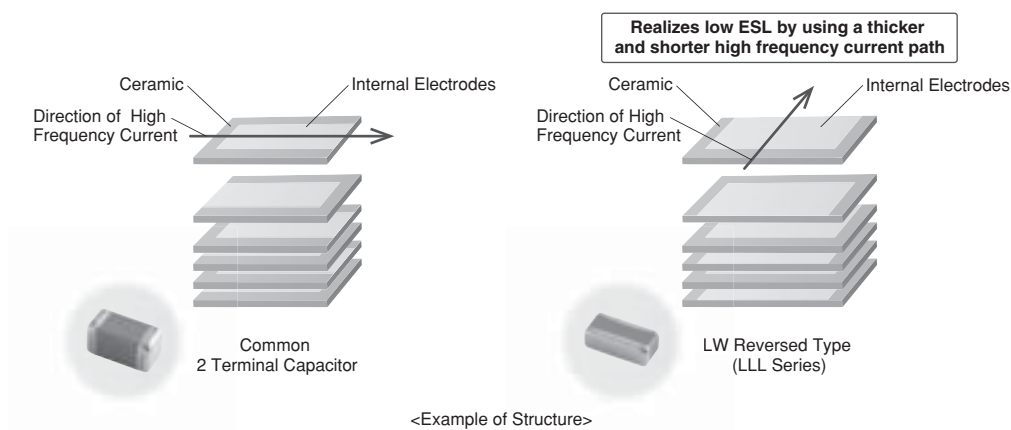 Realizes low ESL by using a thicker
and shorter high frequency current path
Ceramic
Internal Electrodes
Direction of High
Frequency Current
Common
2 Terminal Capacitor
Ceramic
Internal Electrodes
Direction of High
Frequency Current
LW Reversed Type
(LLL Series)
<Example of Structure>